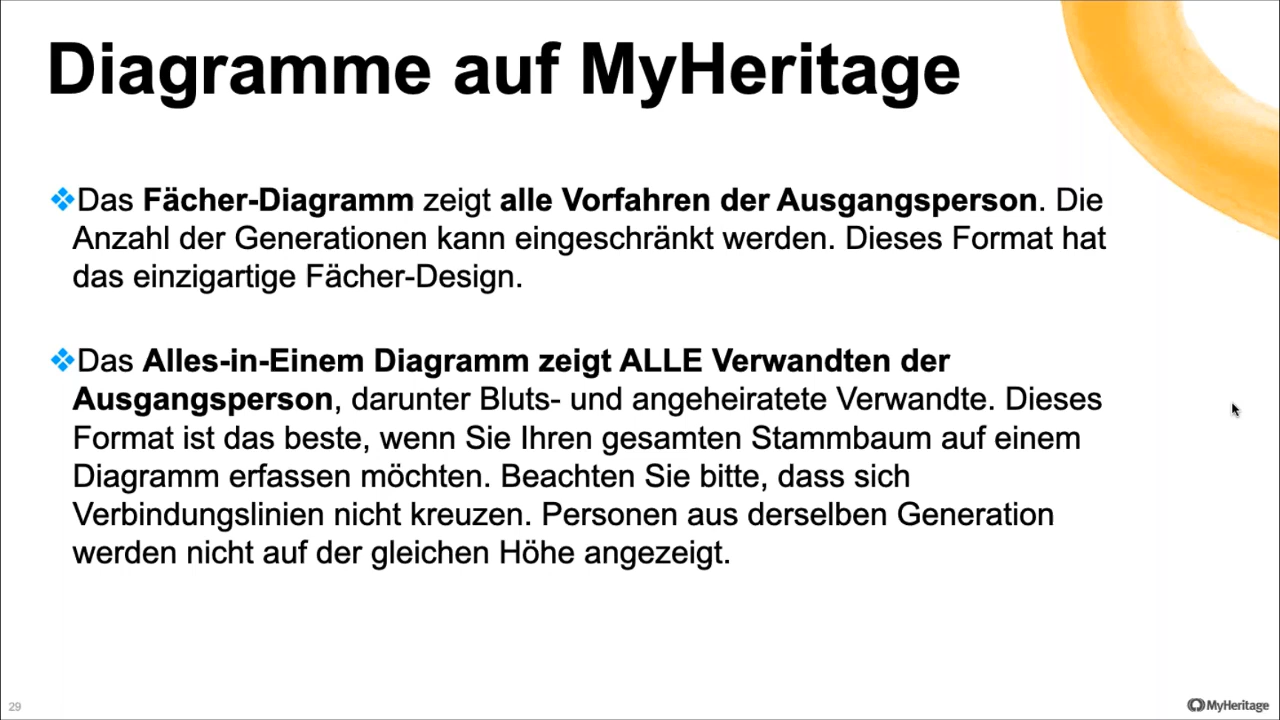 Diagramme auf MyHeritage
❖Das Fächer-Diagramm zeigt alle Vorfahren der Ausgangsperson. Die
Anzahl der Generationen kann eingeschränkt werden. Dieses Format hat
das einzigartige Fächer-Design.
❖Das Alles-in-Einem Diagramm zeigt ALLE Verwandten der
Ausgangsperson, darunter Bluts- und angeheiratete Verwandte. Dieses
Format ist das beste, wenn Sie Ihren gesamten Stammbaum auf einem
Diagramm erfassen möchten. Beachten Sie bitte, dass sich
Verbindungslinien nicht kreuzen. Personen aus derselben Generation
werden nicht auf der gleichen Höhe angezeigt.
29
MyHeritage